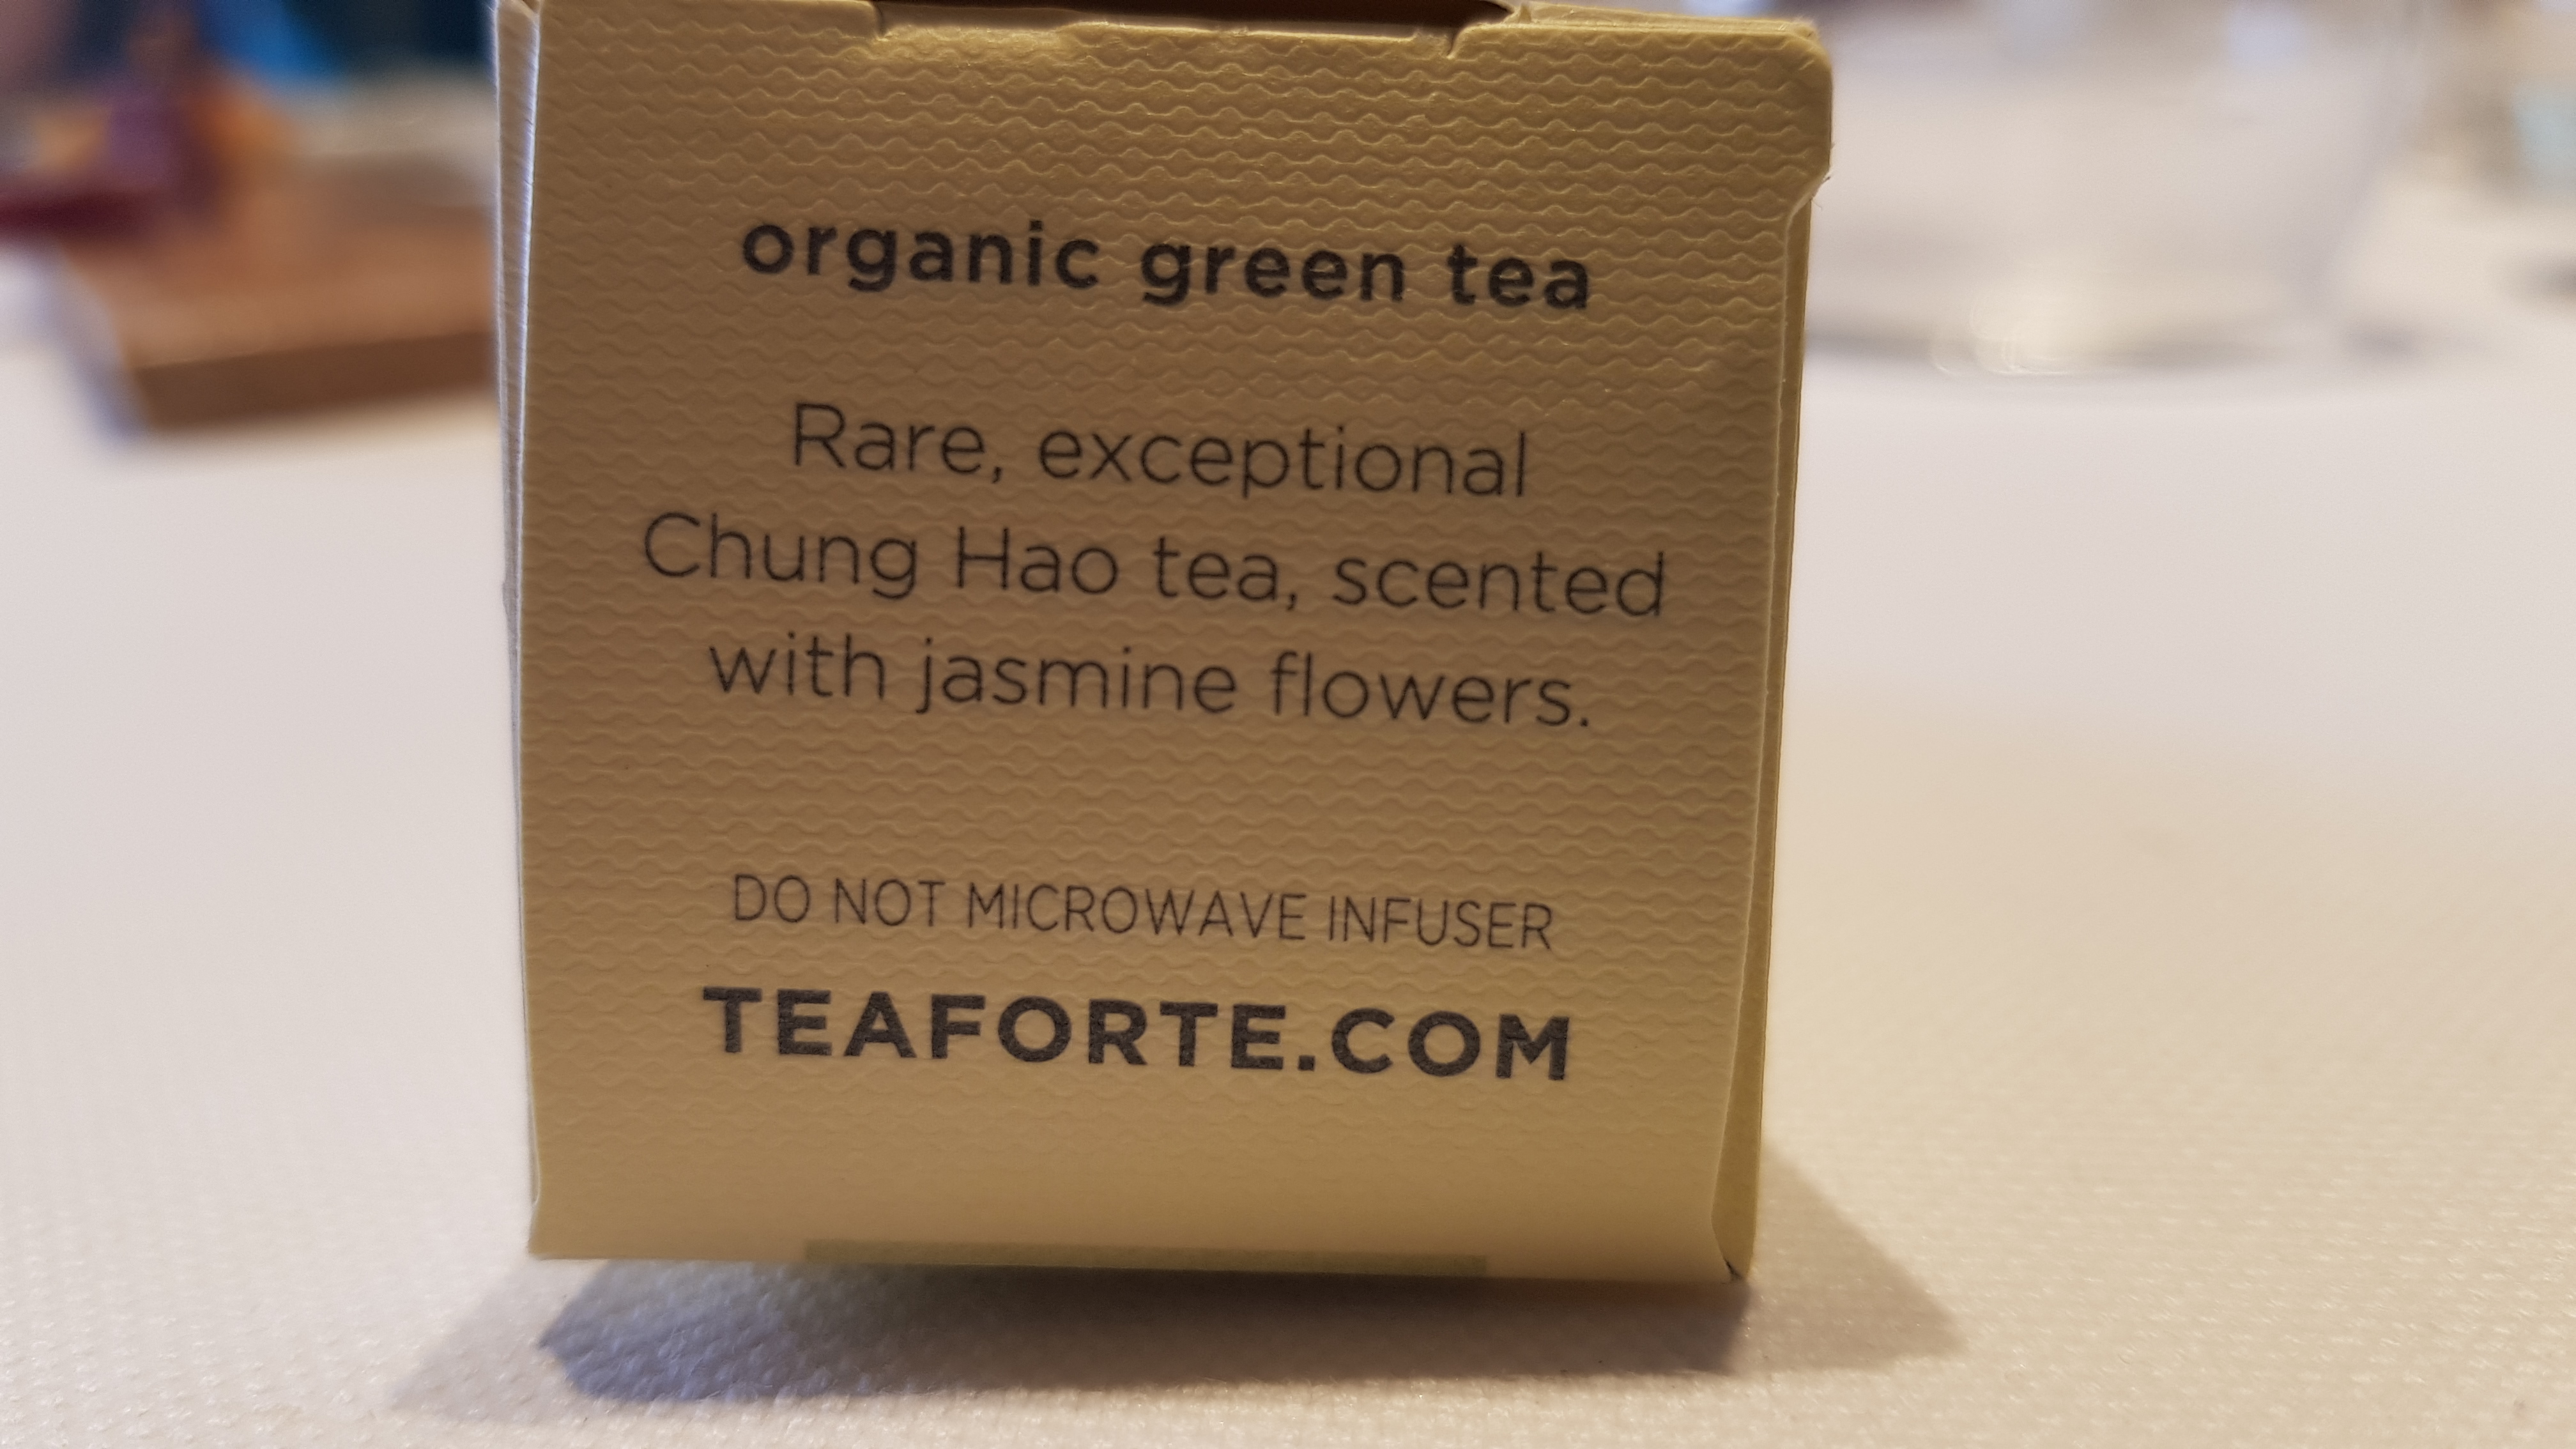 organic green tea
Rare, exceptional
Chung Hao tea, scented
with jasmine flowers.
DO NOT MICROWAVE INFUSER
TEAFORTE.COM